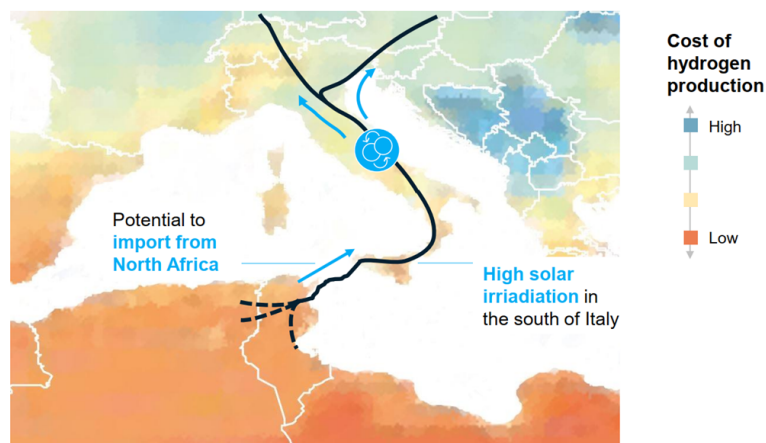 Cost of
hydrogen
production
High
Low
Potential to
import from
North Africa
High solar
irriadiation in
the south of Italy